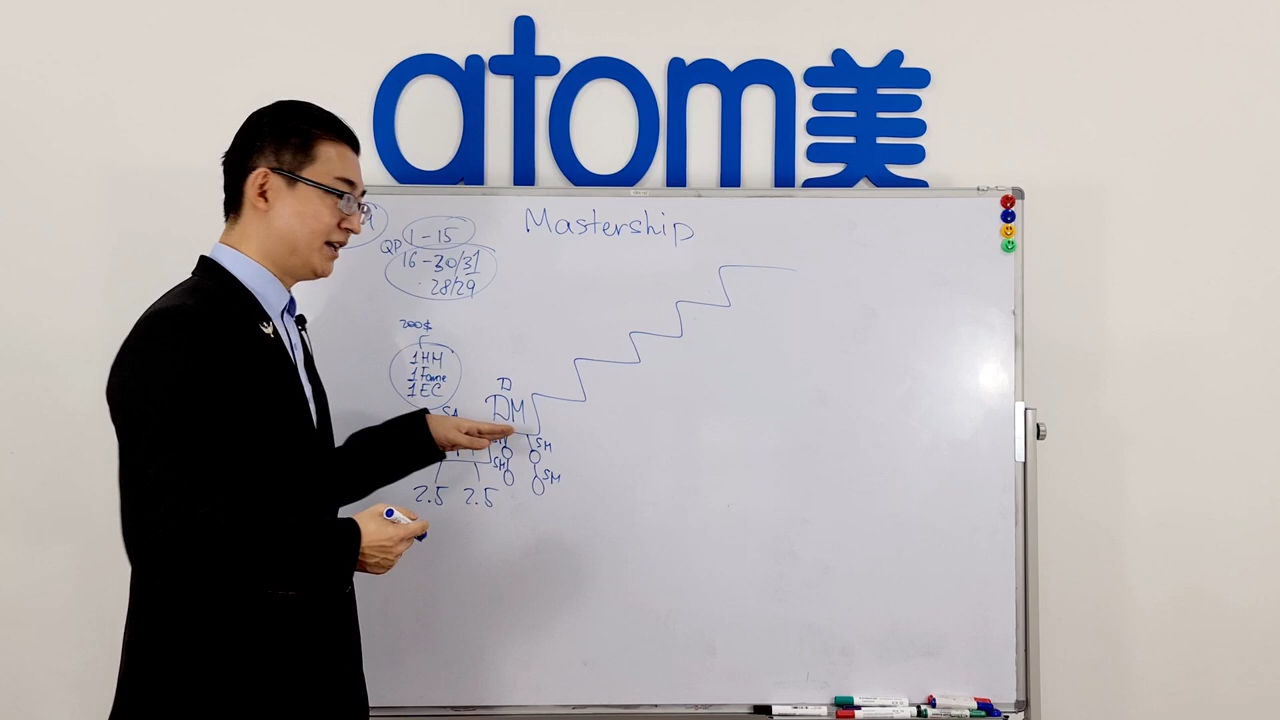 atom美
Mastership
QP 1-15
16-30/31
28/29
200$
1HM
1Fame
1EC
SA
D
DM
SM
SM
SM
2.5 2.5